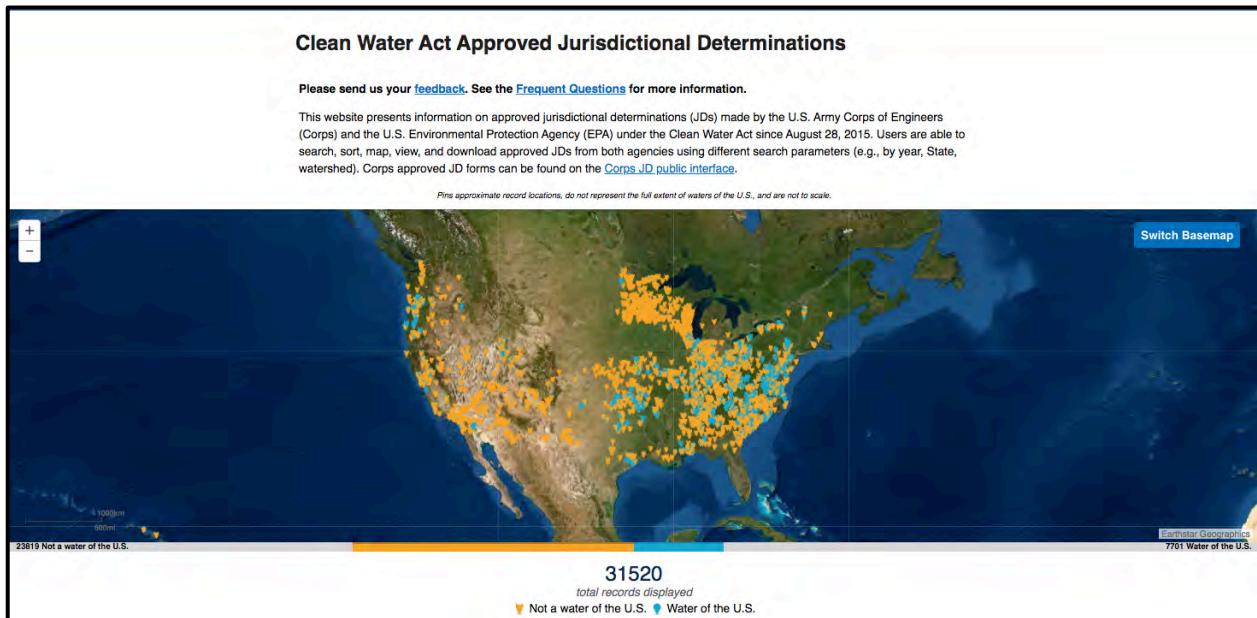 Clean Water Act Approved Jurisdictional Determinations
Please send us your feedback. See the Frequent Questions for more information.
This website presents information on approved jurisdictional determinations (JDs) made by the U.S. Army Corps of Engineers
(Corps) and the U.S. Environmental Protection Agency (EPA) under the Clean Water Act since August 28, 2015. Users are able to
search, sort, map, view, and download approved JDs from both agencies using different search parameters (e.g., by year, State,
watershed). Corps approved JD forms can be found on the Corps JD public interface.
Pins approximate record locations, do not represent the full extent of waters of the U.S., and are not to scale.
+
−
Switch Basemap
1000km
600mi
Earthstar Geographics
23819 Not a water of the U.S.
7701 Water of the U.S.
31520
total records displayed
Not a water of the U.S. Water of the U.S.